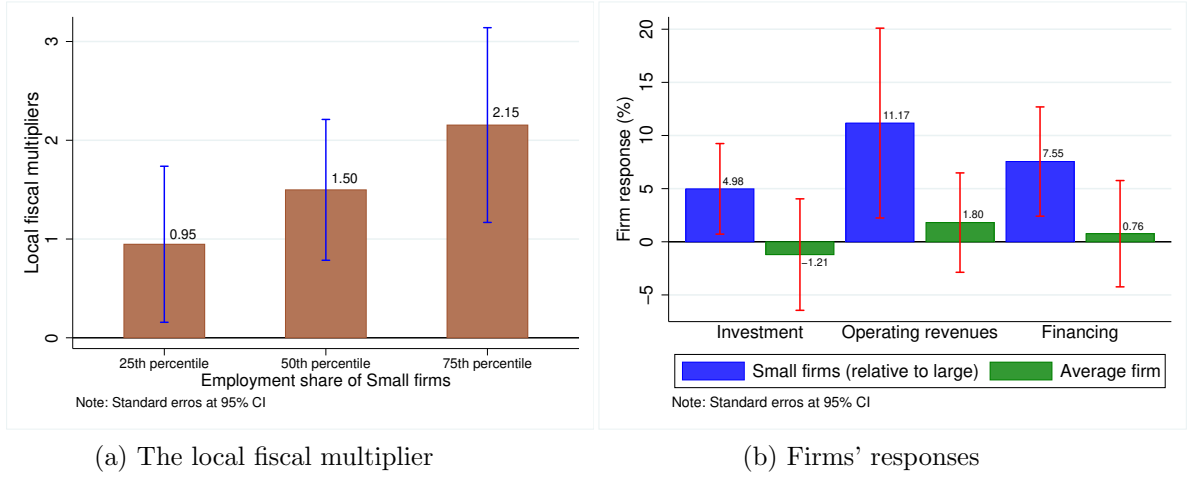 Local fiscal multipliers
3
2
1
0
0.95
1.50
2.15
25th percentile
50th percentile
75th percentile
Employment share of Small firms
Note: Standard erros at 95% CI
(a) The local fiscal multiplier
Firm response (%)
20
15
10
5
0
−5
4.98
−1.21
11.17
1.80
7.55
0.76
Investment
Operating revenues
Financing
Small firms (relative to large)
Average firm
Note: Standard erros at 95% CI
(b) Firms' responses